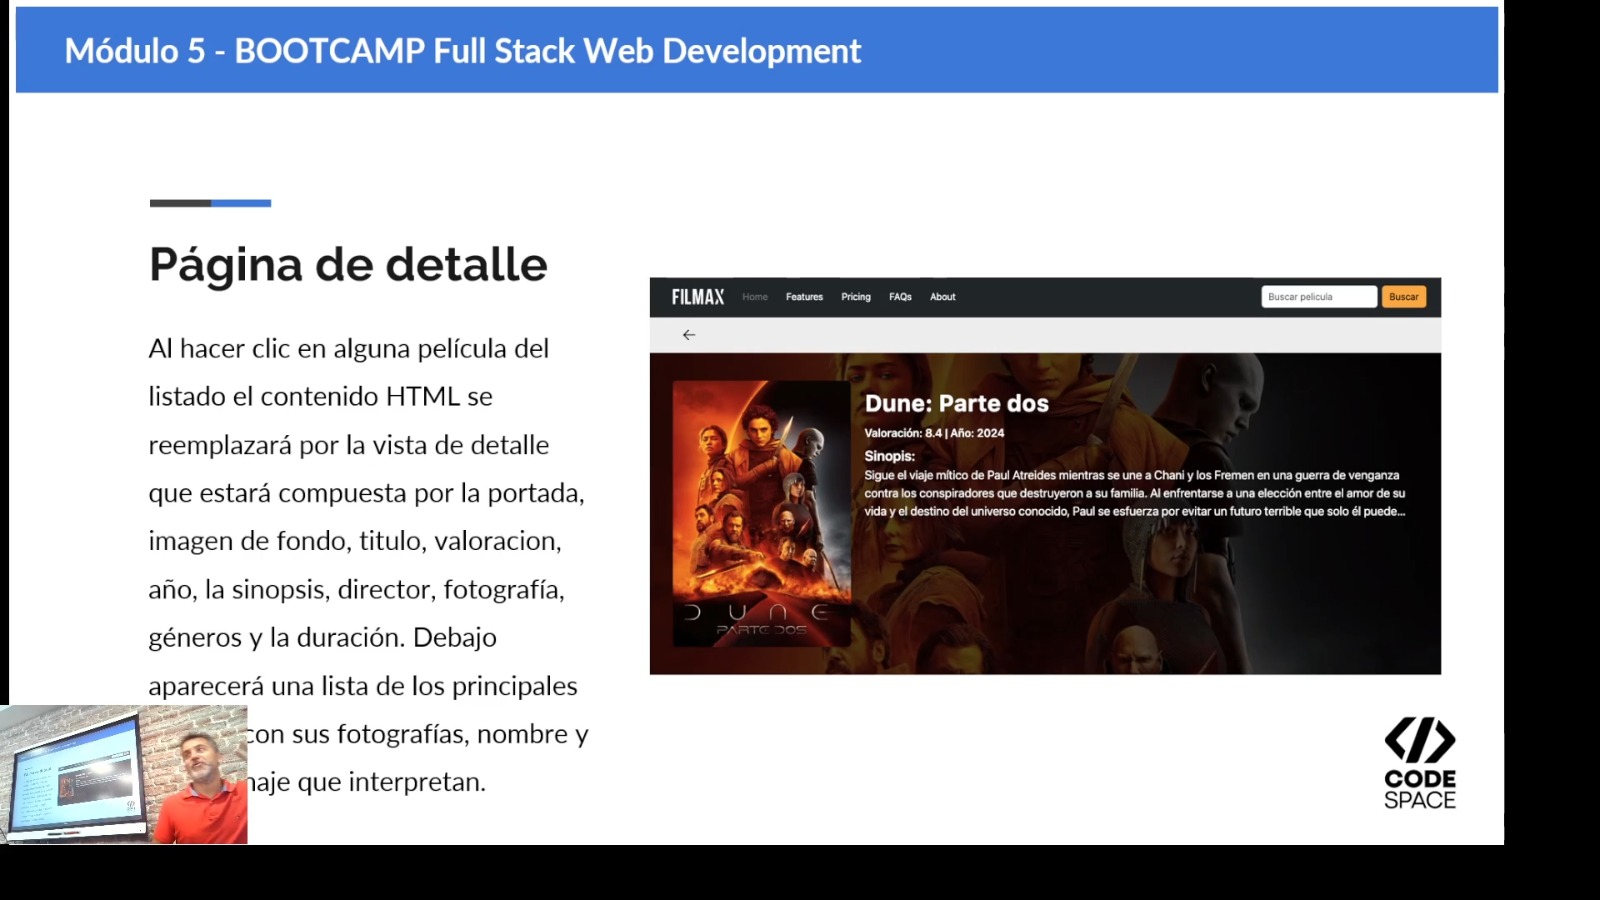 Módulo 5 - BOOTCAMP Full Stack Web Development
Página de detalle
Al hacer clic en alguna película del
listado el contenido HTML se
reemplazará por la vista de detalle
que estará compuesta por la portada,
imagen de fondo, titulo, valoracion,
año, la sinopsis, director, fotografía,
géneros y la duración. Debajo
aparecerá una lista de los principales
con sus fotografías, nombre y
que interpretan.
FILMAX Home Features Pricing FAQs About Buscar pelicula Buscar
←
Dune: Parte dos
Valoración: 8.4 | Año: 2024
Sinopis:
Sigue el viaje mítico de Paul Atreides mientras se une a Chani y los Fremen en una guerra de venganza
contra los conspiradores que destruyeron a su familia. Al enfrentarse a una elección entre el amor de su
vida y el destino del universo conocido, Paul se esfuerza por evitar un futuro terrible que solo él puede...
DUNE
PARTE DOS
</> 
CODE
SPACE